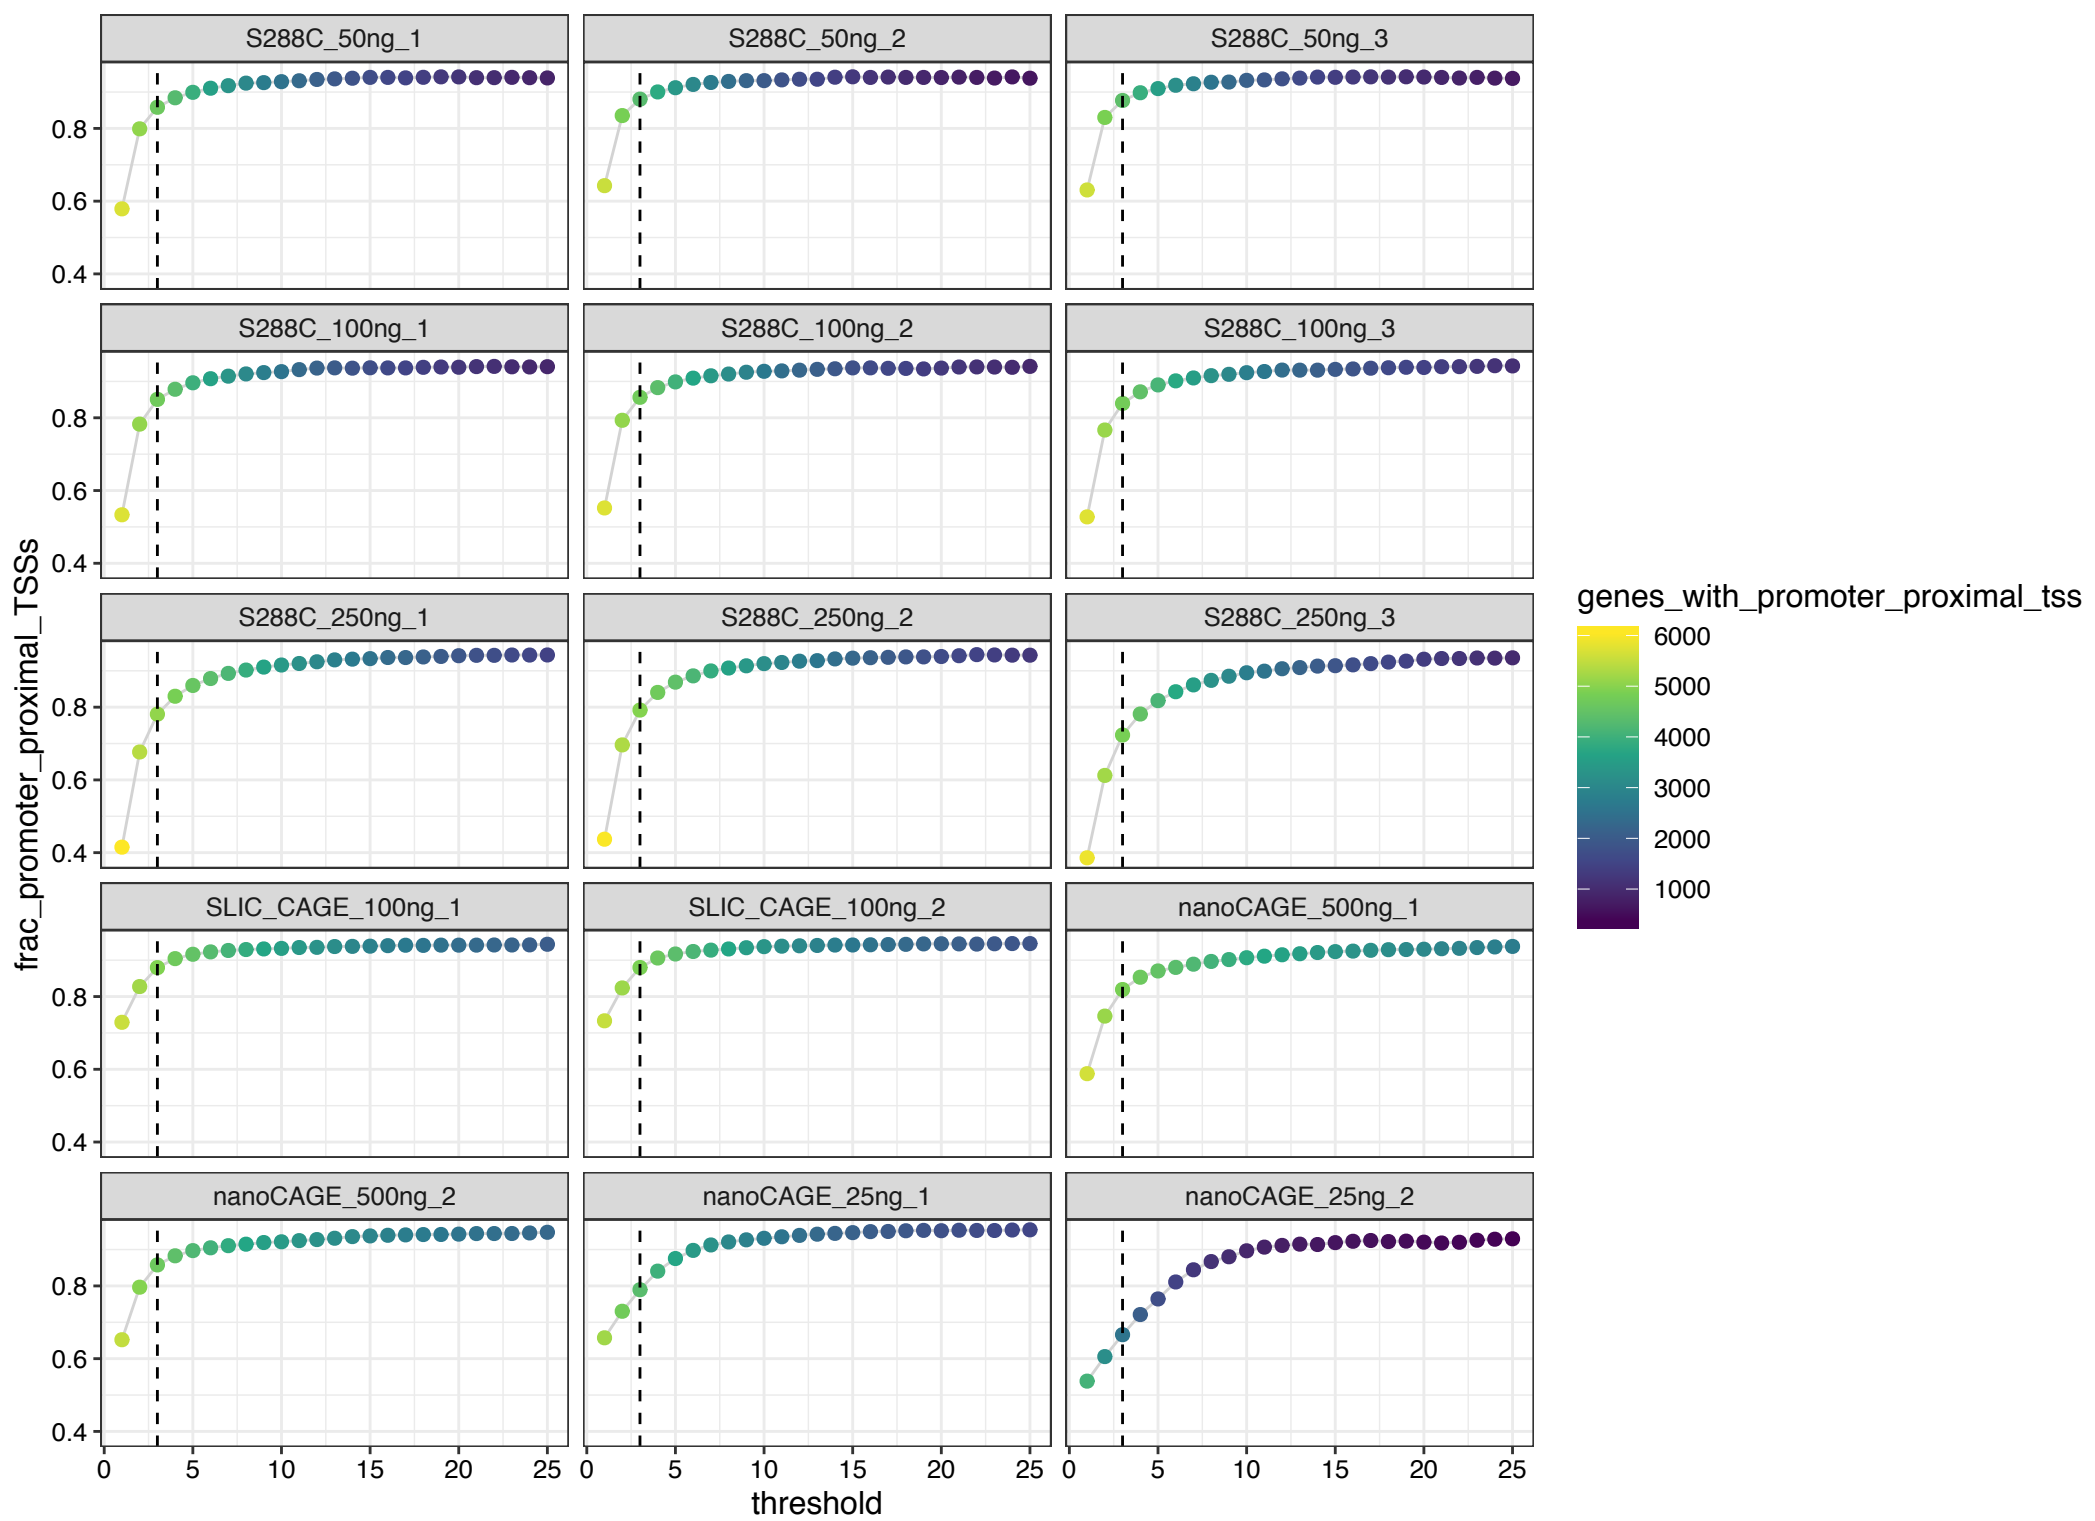 S288C_50ng_1
S288C_50ng_2
S288C_50ng_3
0.8
0.6
0.4
S288C_100ng_1
S288C_100ng_2
S288C_100ng_3
0.8
0.6
0.4
S288C_250ng_1
S288C_250ng_2
S288C_250ng_3
0.8
0.6
0.4
SLIC_CAGE_100ng_1
SLIC_CAGE_100ng_2
nanoCAGE_500ng_1
0.8
0.6
0.4
nanoCAGE_500ng_2
nanoCAGE_25ng_1
nanoCAGE_25ng_2
0.8
0.6
0.4
0 5 10 15 20 25
0 5 10 15 20 25
0 5 10 15 20 25
threshold
frac_promoter_proximal_TSSs
genes_with_promoter_proximal_tss
6000
5000
4000
3000
2000
1000